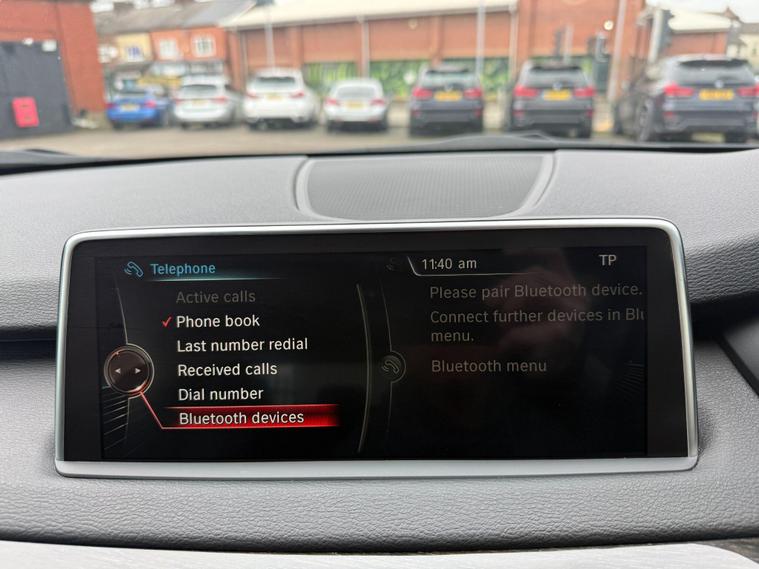 Telephone
11:40 am
TP
Active calls
Phone book
Last number redial
Received calls
Dial number
Bluetooth devices
Please pair Bluetooth device.
Connect further devices in Blu
menu.
Bluetooth menu